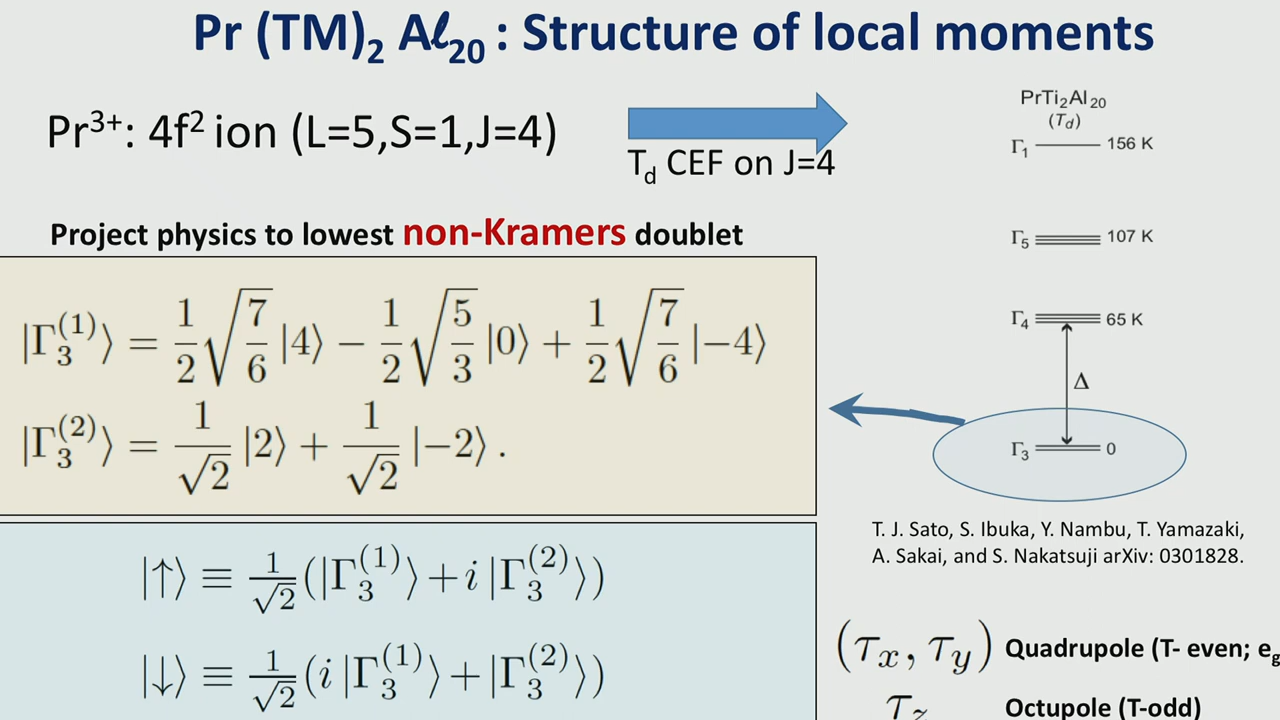 Pr (TM)₂ Aℓ₂₀ : Structure of local moments
Pr³⁺: 4f² ion (L=5,S=1,J=4)
T_d CEF on J=4
PrTi₂Al₂₀
(T_d)
Γ₁ 156 K
Γ₅ 107 K
Γ₄ 65 K
Δ
Γ₃ 0
Project physics to lowest non-Kramers doublet
|Γ₃⁽¹⁾⟩ = 1/2 √(7/6) |4⟩ − 1/2 √(5/3) |0⟩ + 1/2 √(7/6) |−4⟩
|Γ₃⁽²⁾⟩ = 1/√2 |2⟩ + 1/√2 |−2⟩ .
T. J. Sato, S. Ibuka, Y. Nambu, T. Yamazaki,
A. Sakai, and S. Nakatsuji arXiv: 0301828.
|↑⟩ ≡ 1/√2 (|Γ₃⁽¹⁾⟩ + i |Γ₃⁽²⁾⟩)
|↓⟩ ≡ 1/√2 (i |Γ₃⁽¹⁾⟩ + |Γ₃⁽²⁾⟩)
(τₓ, τ_y) Quadrupole (T- even; e_g
τ_z Octupole (T-odd)